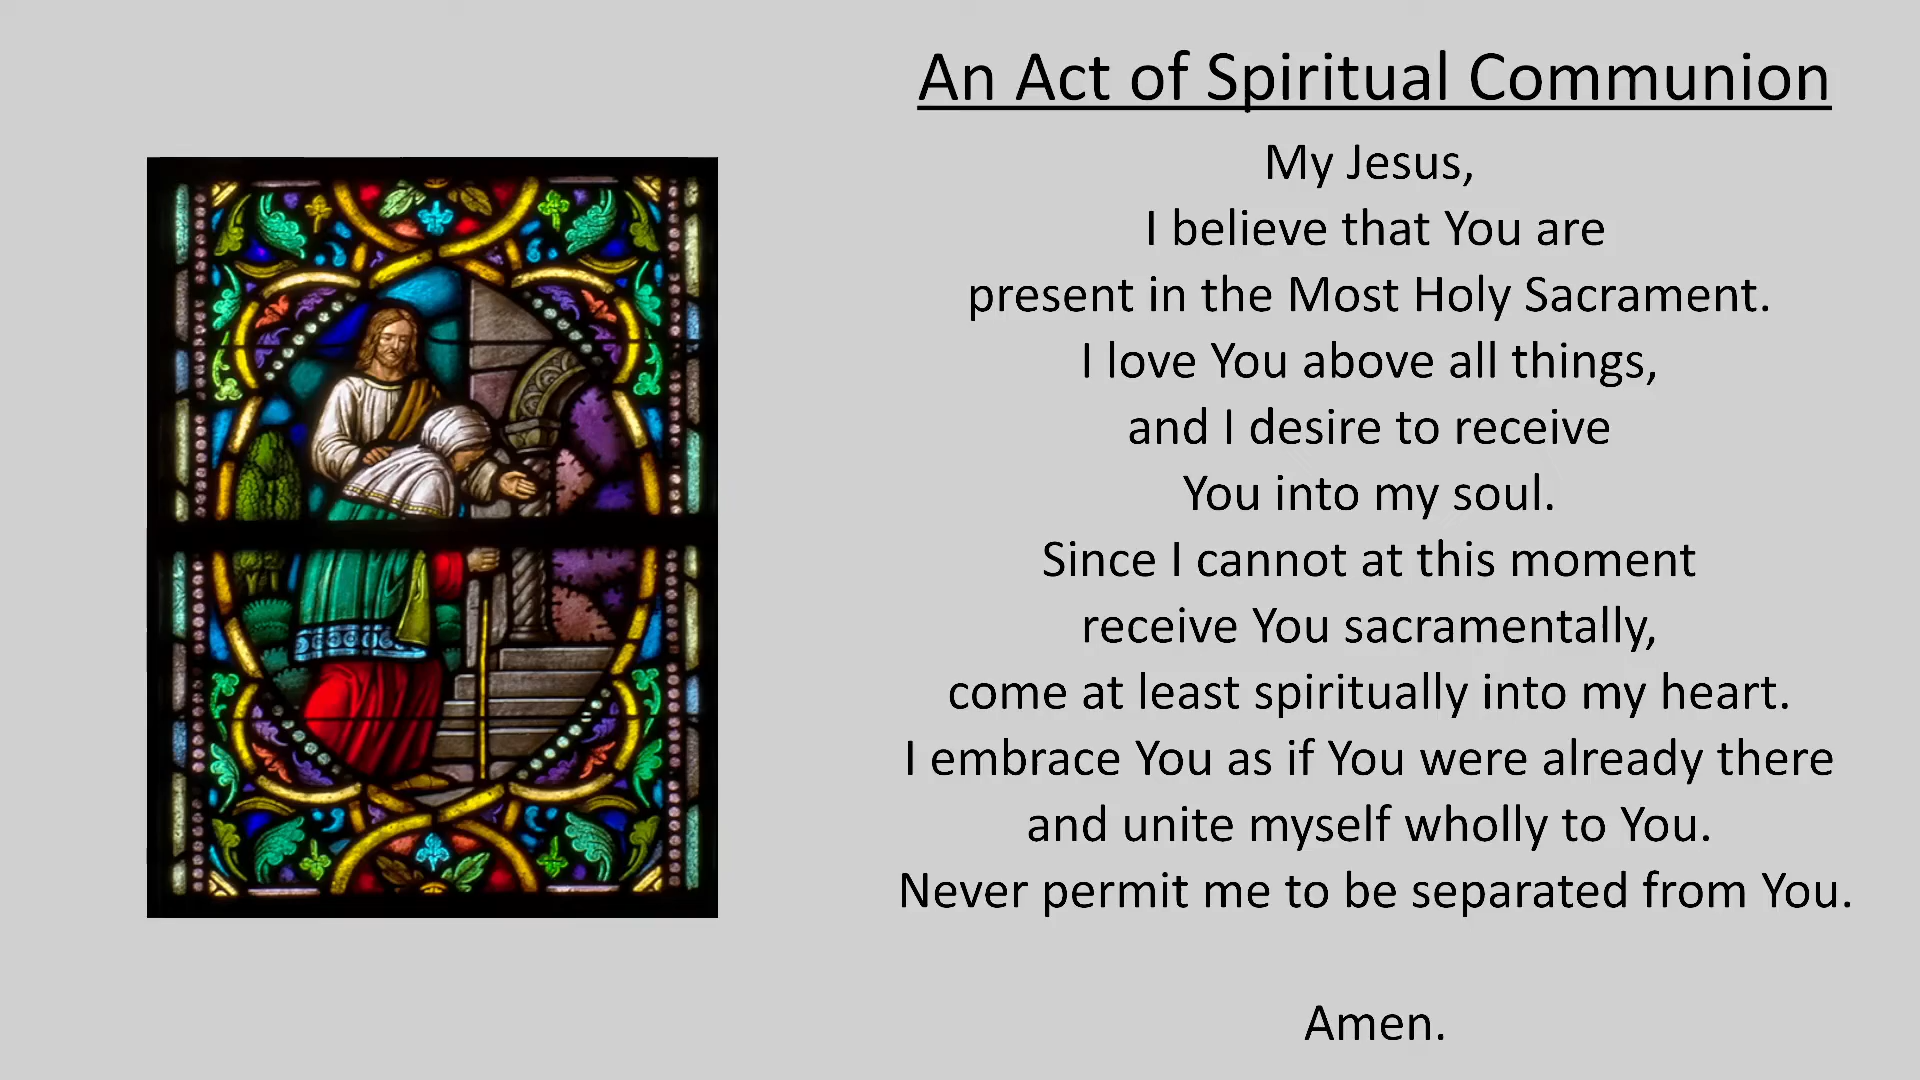 An Act of Spiritual Communion
My Jesus,
I believe that You are
present in the Most Holy Sacrament.
I love You above all things,
and I desire to receive
You into my soul.
Since I cannot at this moment
receive You sacramentally,
come at least spiritually into my heart.
I embrace You as if You were already there
and unite myself wholly to You.
Never permit me to be separated from You.
Amen.